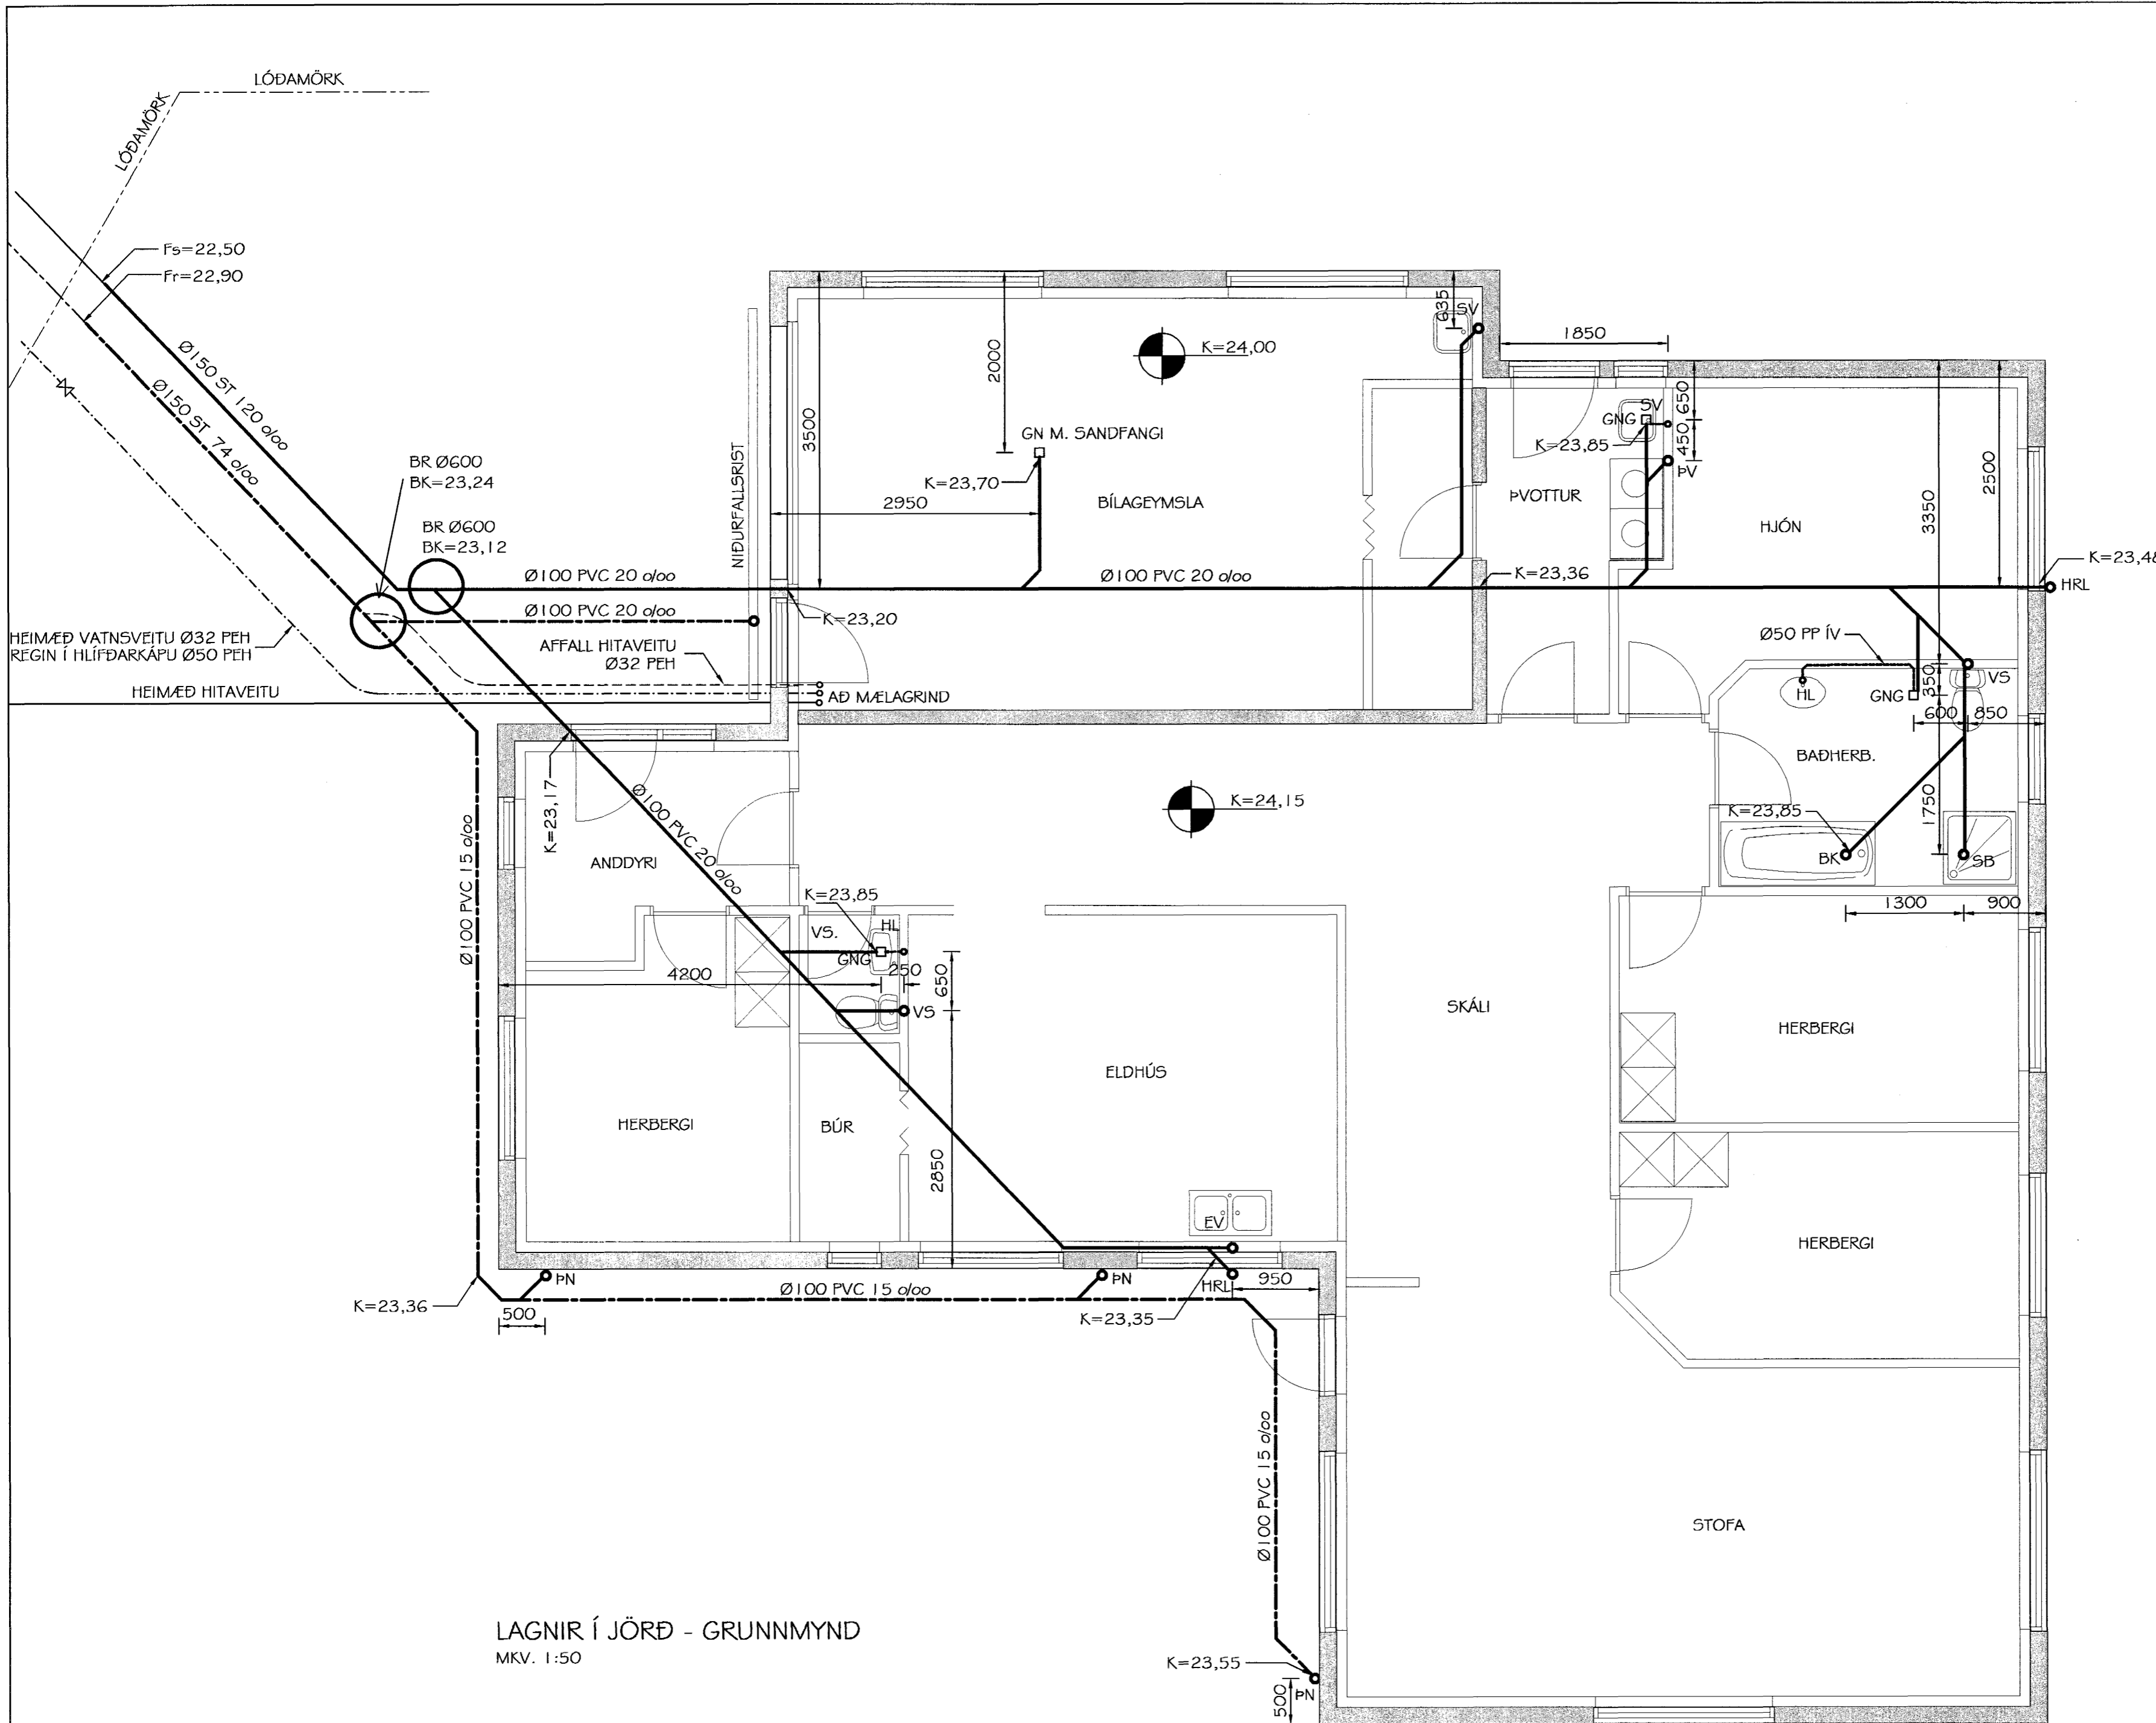 LÓÐAMÖRK
LÓÐAMÖRK
Fs=22,50
Fr=22,90
Ø150 ST 120 o/oo
Ø150 ST 74 o/oo
BR Ø600
BK=23,24
BR Ø600
BK=23,12
Ø100 PVC 20 o/oo
Ø100 PVC 20 o/oo
HEIMÆÐ VATNSVEITU Ø32 PEH
REGIN Í HLÍFÐARKÁPU Ø50 PEH
HEIMÆÐ HITAVEITU
AFFALL HITAVEITU
Ø32 PEH
AÐ MÆLAGRIND
NIÐURFALLSRIST
K=23,20
3500
2000
2950
GN M. SANDFANGI
K=23,70
K=24,00
BÍLAGEYMSLA
Ø100 PVC 20 o/oo
635
SV
1850
SV
GNG
K=23,85
650
450
ÞV
ÞVOTTUR
K=23,36
HJÓN
3350
2500
K=23,48
HRL
Ø50 PP ÍV
HL
GNG
VS
350
600
850
BAÐHERB.
1750
K=23,85
BK
SB
1300
900
K=24,15
K=23,17
Ø100 PVC 20 o/oo
ANDDYRI
Ø100 PVC 15 o/oo
K=23,85
VS.
HL
GNG
250
650
4200
VS
SKÁLI
HERBERGI
ELDHÚS
HERBERGI
BÚR
2850
EV
HERBERGI
ÞN
ÞN
HRL
950
Ø100 PVC 15 o/oo
K=23,36
500
K=23,35
Ø100 PVC 15 o/oo
STOFA
LAGNIR Í JÖRÐ - GRUNNMYND
MKV. 1:50
K=23,55
ÞN
500